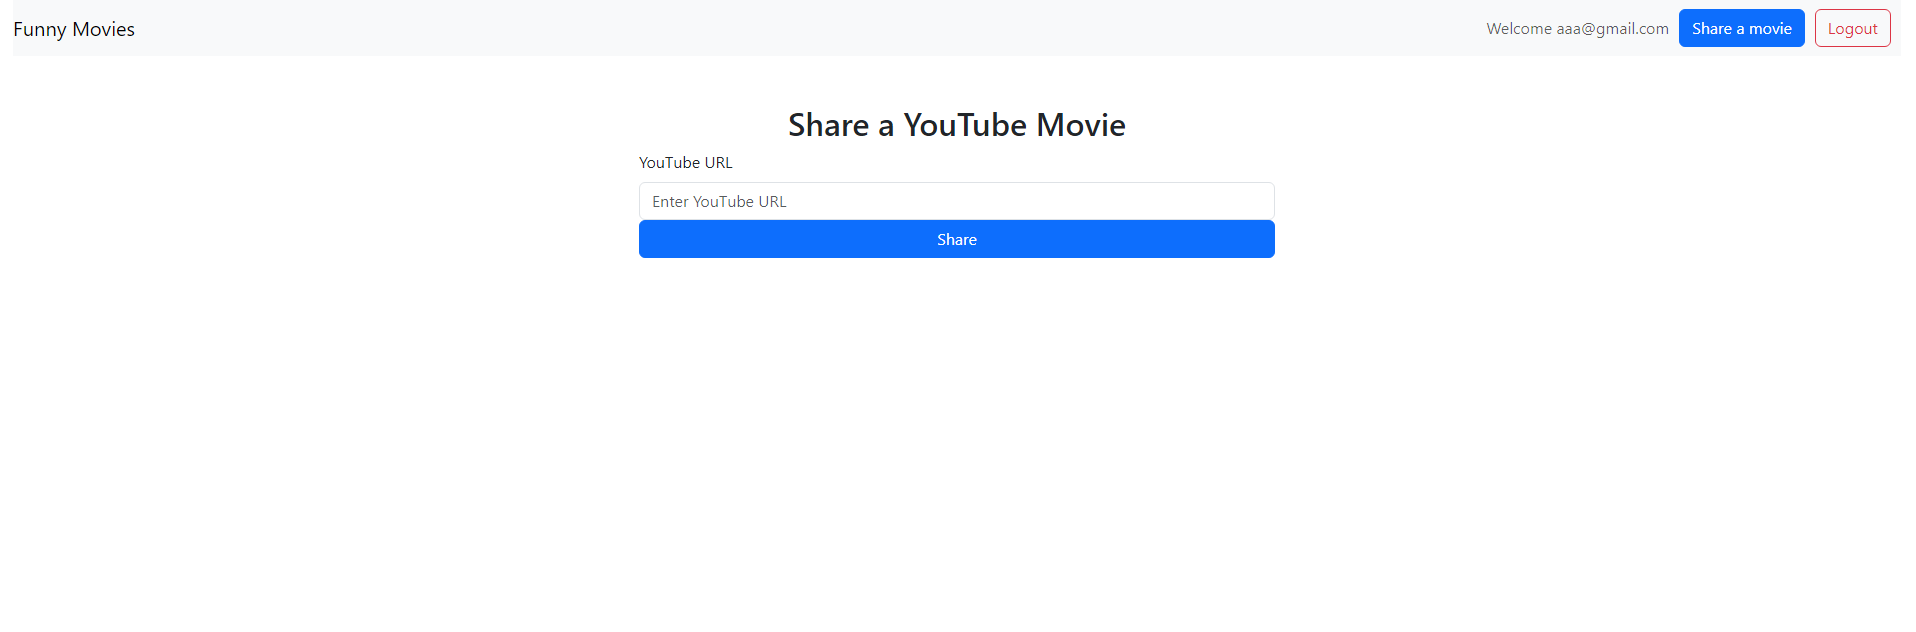 Funny Movies
Welcome aaa@gmail.com Share a movie Logout
Share a YouTube Movie
YouTube URL
Enter YouTube URL
Share